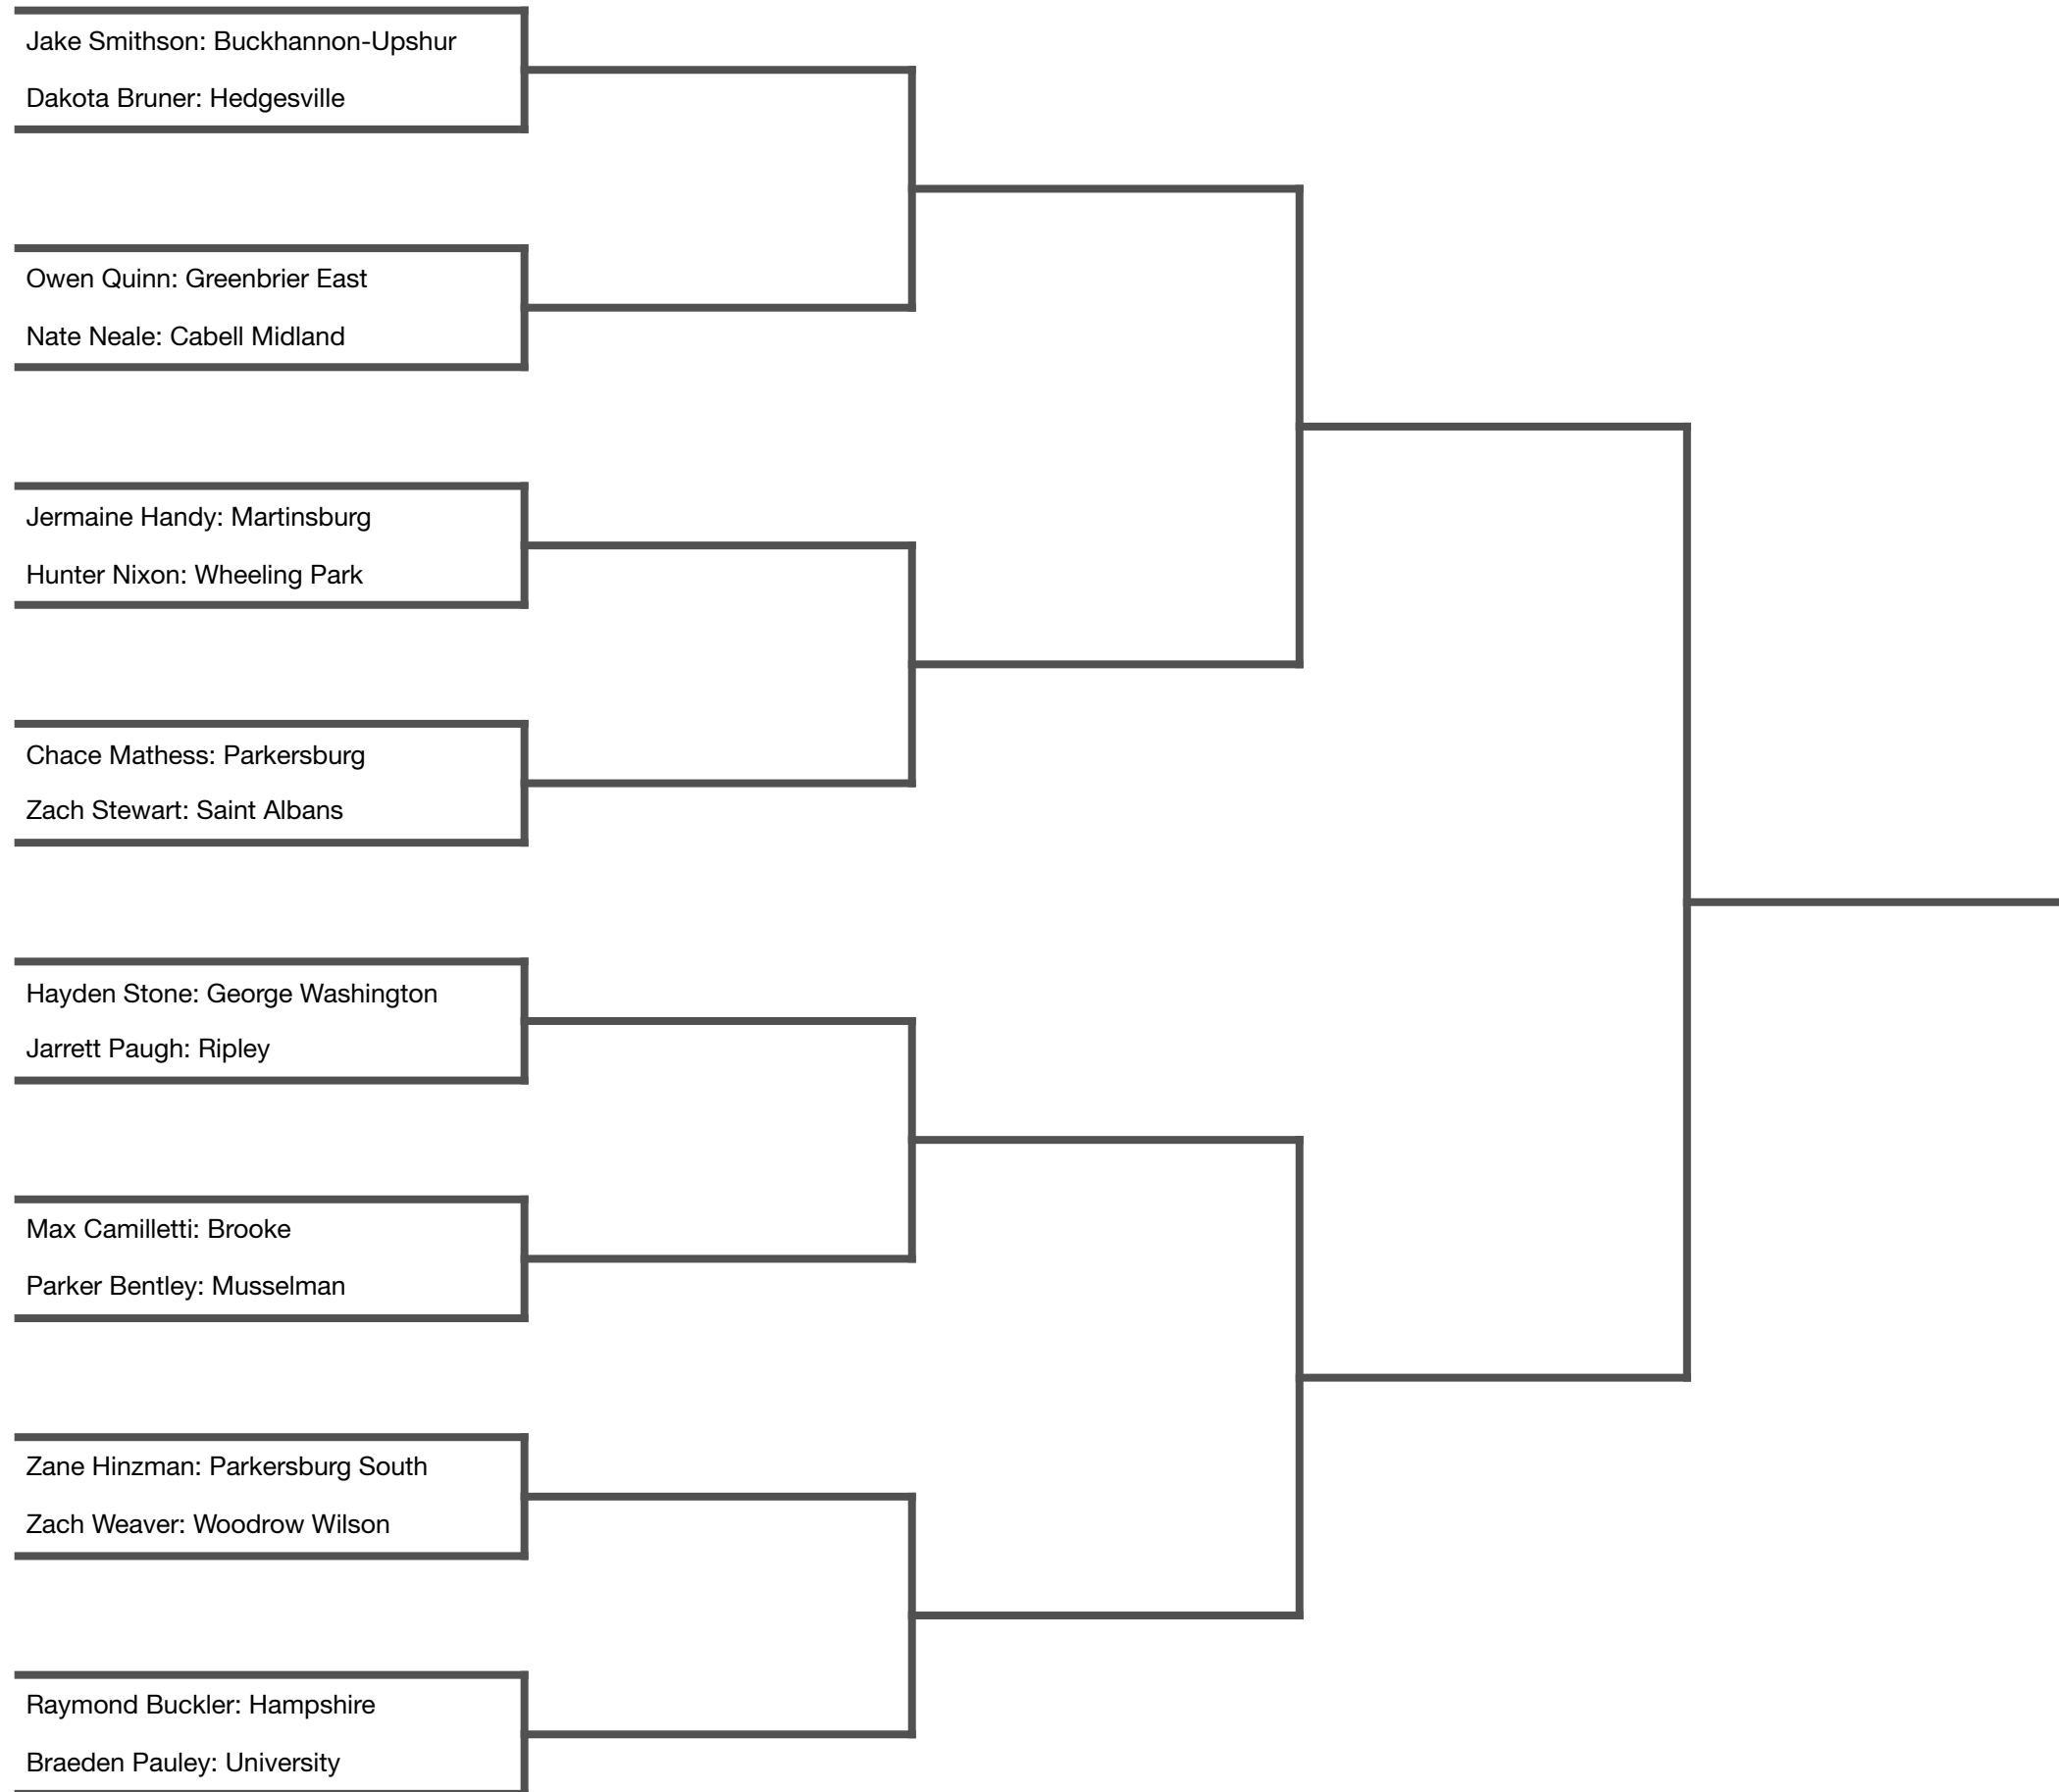 Jake Smithson: Buckhannon-Upshur
Dakota Bruner: Hedgesville
Owen Quinn: Greenbrier East
Nate Neale: Cabell Midland
Jermaine Handy: Martinsburg
Hunter Nixon: Wheeling Park
Chace Mathess: Parkersburg
Zach Stewart: Saint Albans
Hayden Stone: George Washington
Jarrett Paugh: Ripley
Max Camilletti: Brooke
Parker Bentley: Musselman
Zane Hinzman: Parkersburg South
Zach Weaver: Woodrow Wilson
Raymond Buckler: Hampshire
Braeden Pauley: University